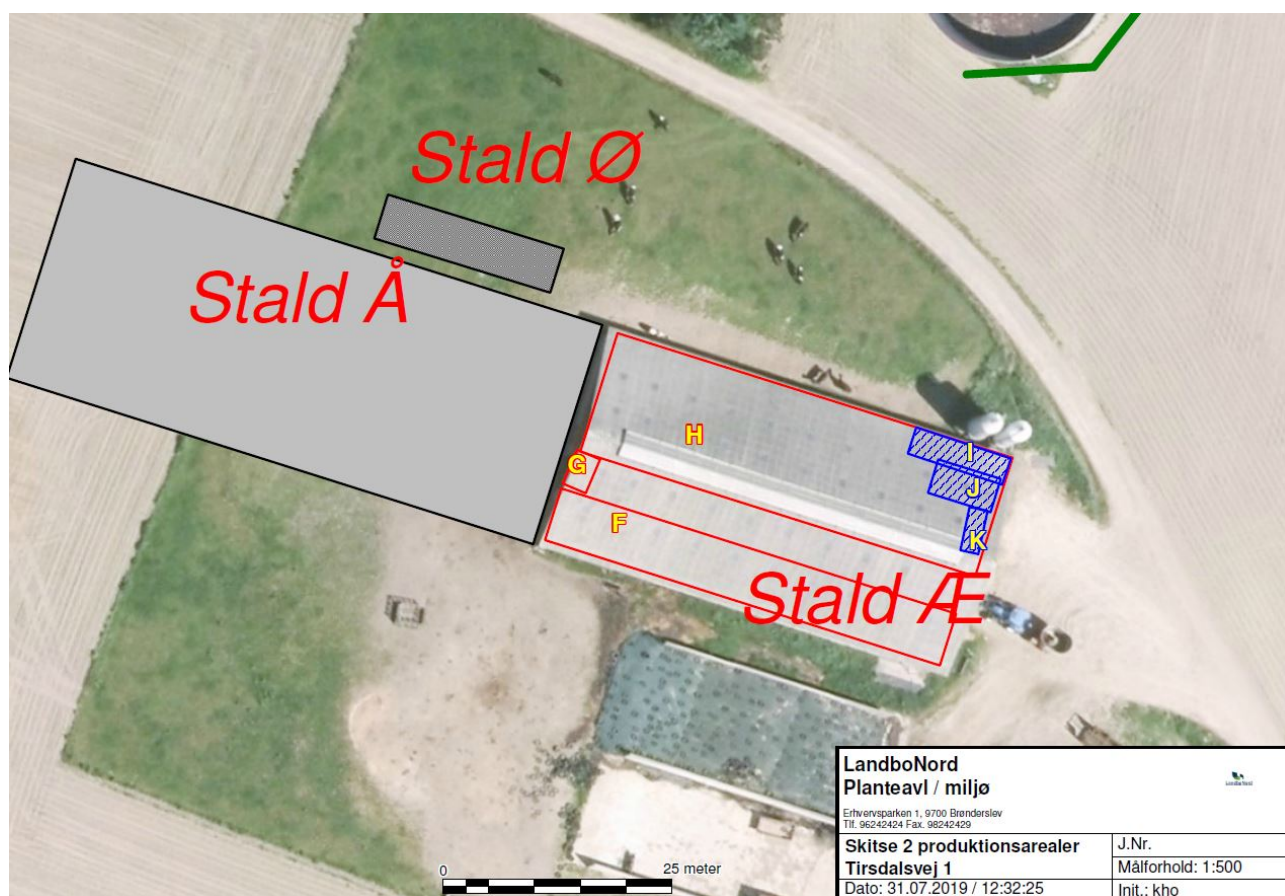 Stald Ø
Stald Å
H
I
G
J
F
K
Stald Æ
LandboNord
Planteavl / miljø
Erhvervsparken 1, 9700 Brønderslev
Tlf. 96242424 Fax. 98242429
Skitse 2 produktionsarealer
Tirsdalsvej 1
J.Nr.
Målforhold: 1:500
Dato: 31.07.2019 / 12:32:25
Init.: kho
0
25 meter